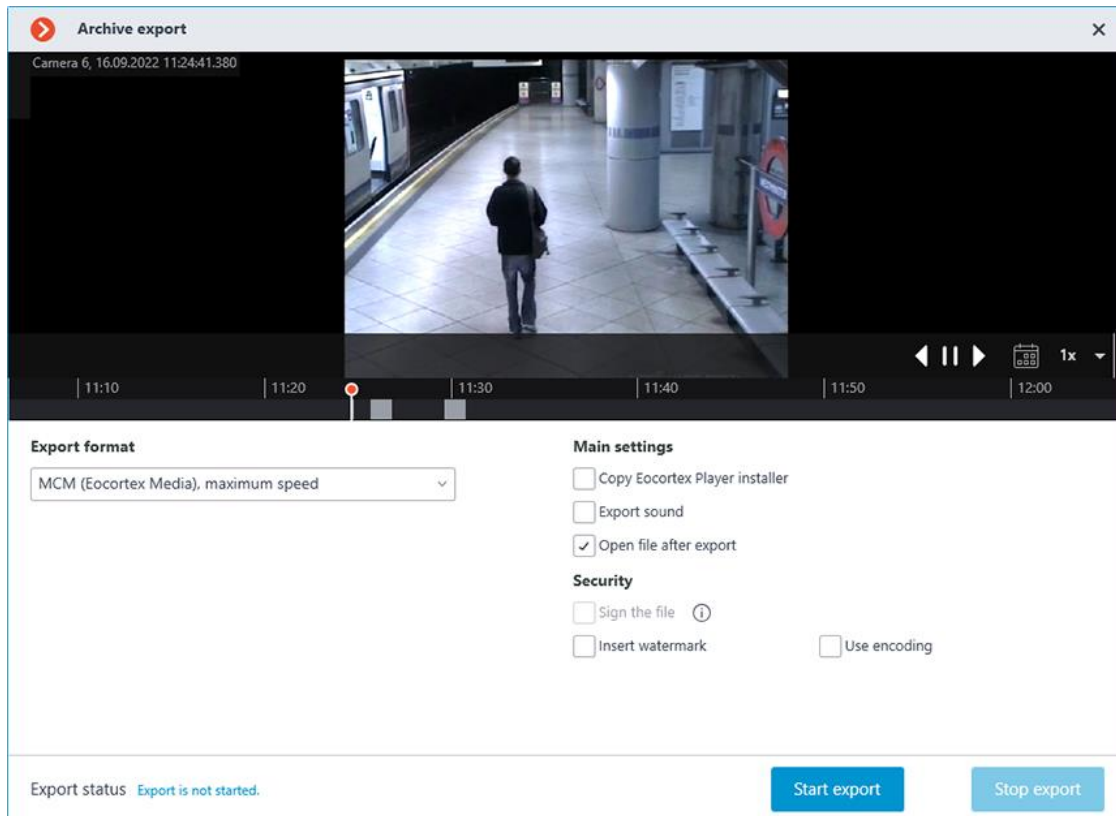 Archive export
Camera 6, 16.09.2022 11:24:41.380
1x
11:10 11:20 11:30 11:40 11:50 12:00
Export format
MCM (Eocortex Media), maximum speed
Main settings
Copy Eocortex Player installer
Export sound
Open file after export
Security
Sign the file
Insert watermark Use encoding
Export status Export is not started.
Start export Stop export